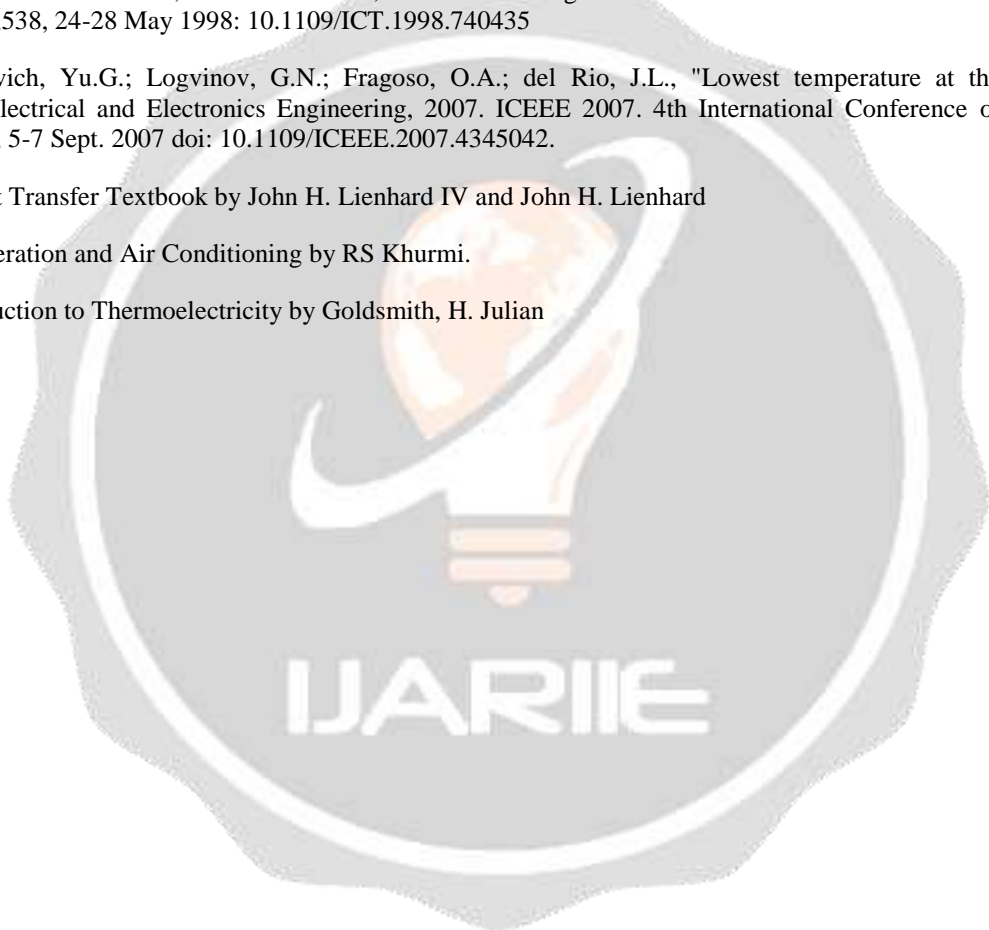 538, 24-28 May 1998: 10.1109/ICT.1998.740435
vich, Yu.G.; Logvinov, G.N.; Fragoso, O.A.; del Rio, J.L., "Lowest temperature at th
lectrical and Electronics Engineering, 2007. ICEEE 2007. 4th International Conference o
, 5-7 Sept. 2007 doi: 10.1109/ICEEE.2007.4345042.
t Transfer Textbook by John H. Lienhard IV and John H. Lienhard
eration and Air Conditioning by RS Khurmi.
uction to Thermoelectricity by Goldsmith, H. Julian
IJARIIE